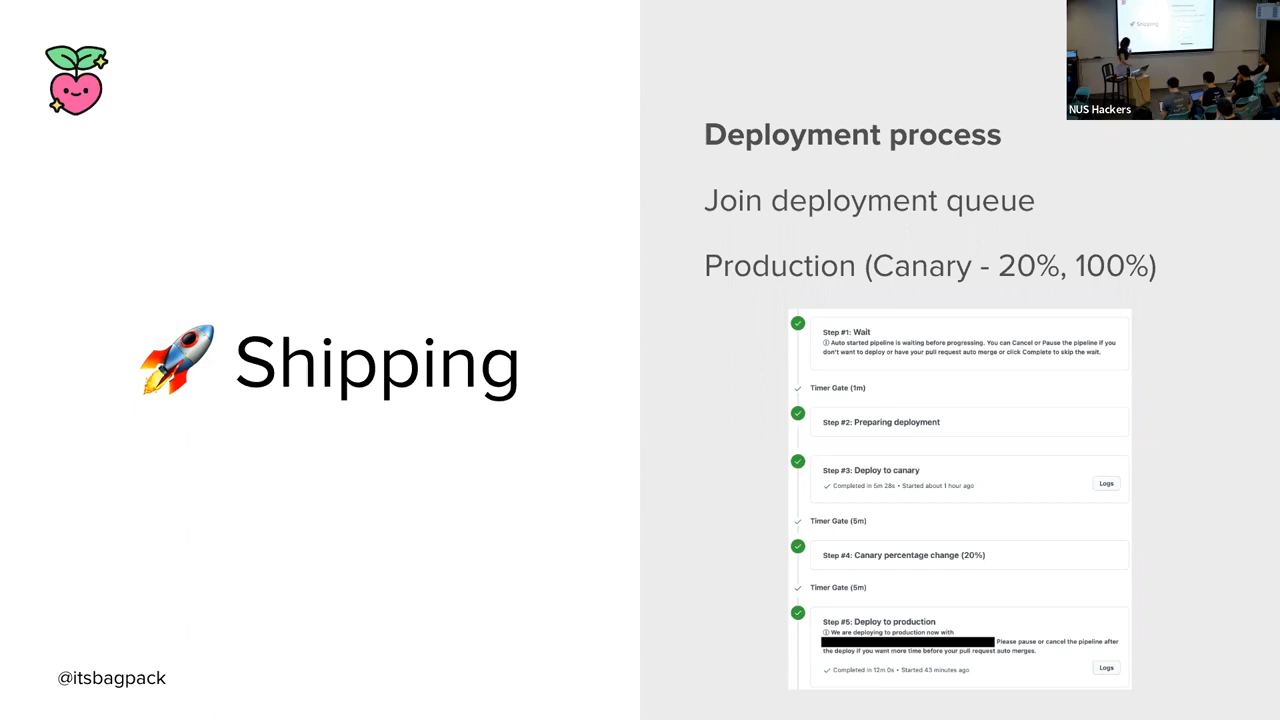 🚀 Shipping
@itsbagpack
Deployment process
Join deployment queue
Production (Canary - 20%, 100%)
Step #1: Wait
ⓘ Auto started pipeline is waiting before progressing. You can Cancel or Pause the pipeline if you
don't want to deploy or have your pull request auto merge or click Complete to skip the wait.
Timer Gate (1m)
Step #2: Preparing deployment
Step #3: Deploy to canary
Completed in 5m 28s • Started about 1 hour ago
Logs
Timer Gate (5m)
Step #4: Canary percentage change (20%)
Timer Gate (5m)
Step #5: Deploy to production
ⓘ We are deploying to production now with
Please pause or cancel the pipeline after
the deploy if you want more time before your pull request auto merges.
Completed in 12m 0s • Started 43 minutes ago
Logs
Shipping
NUS Hackers